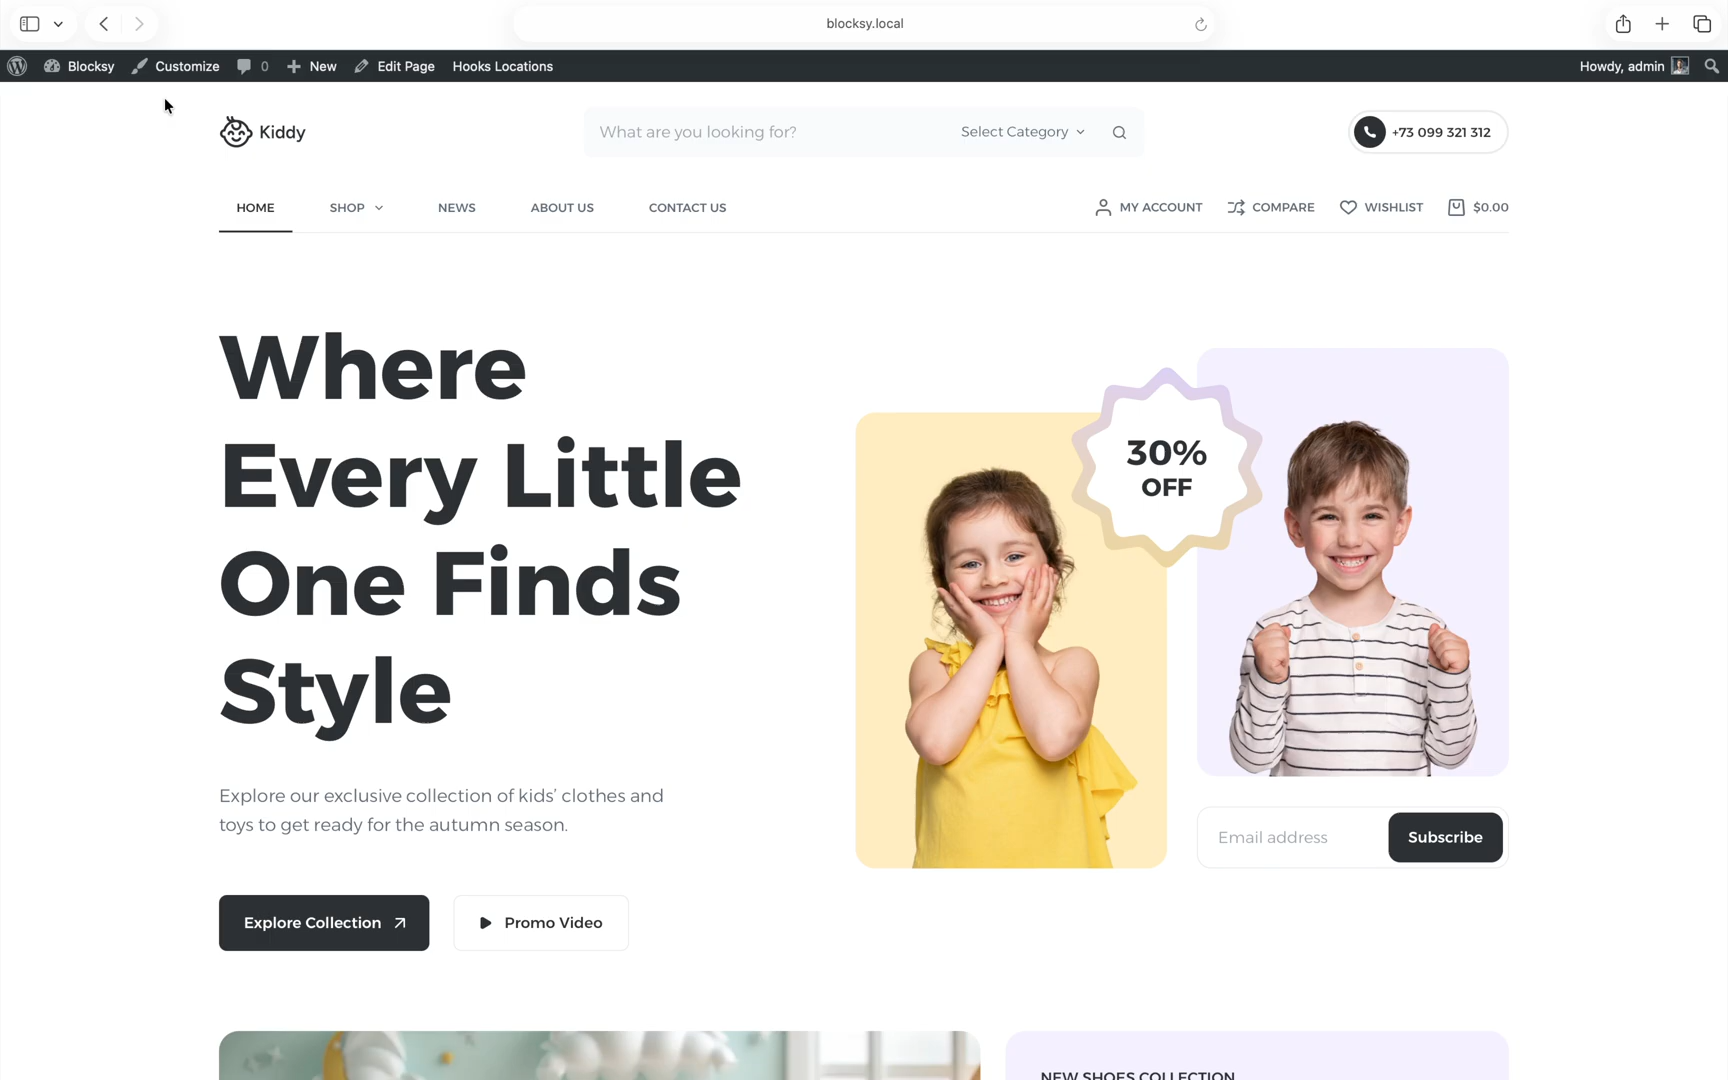 blocksy.local
Blocksy Customize 0 New Edit Page Hooks Locations Howdy, admin
Kiddy
What are you looking for? Select Category
+73 099 321 312
HOME SHOP NEWS ABOUT US CONTACT US MY ACCOUNT COMPARE WISHLIST $0.00
Where
Every Little
One Finds
Style
Explore our exclusive collection of kids’ clothes and
toys to get ready for the autumn season.
Explore Collection Promo Video
30%
OFF
Email address Subscribe
NEW SHOES COLLECTION